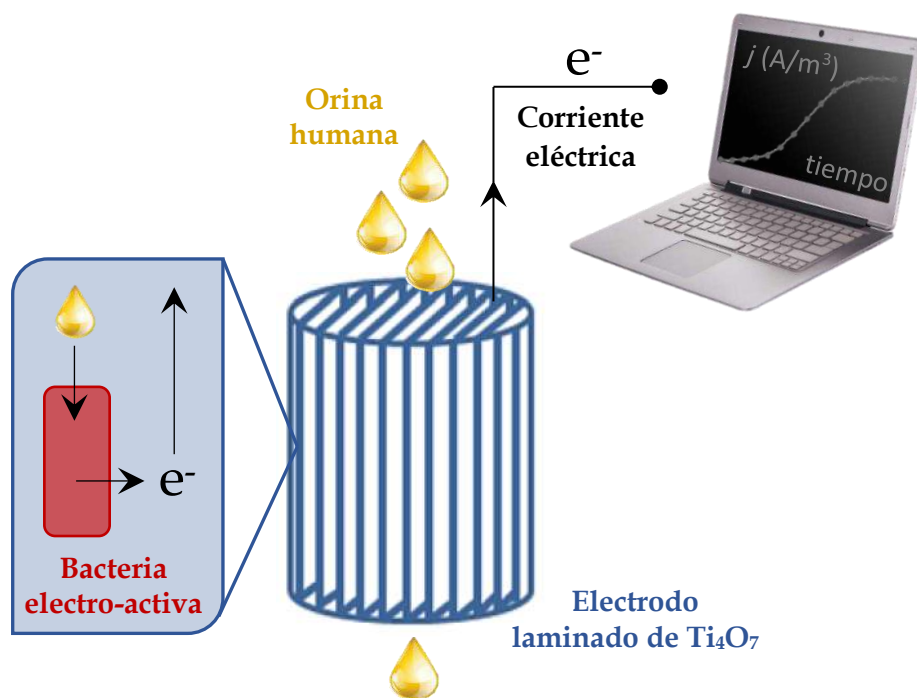 j (A/m³)
tiempo
e⁻
Corriente
eléctrica
Orina
humana
e⁻
Bacteria
electro-activa
Electrodo
laminado de Ti₄O₇